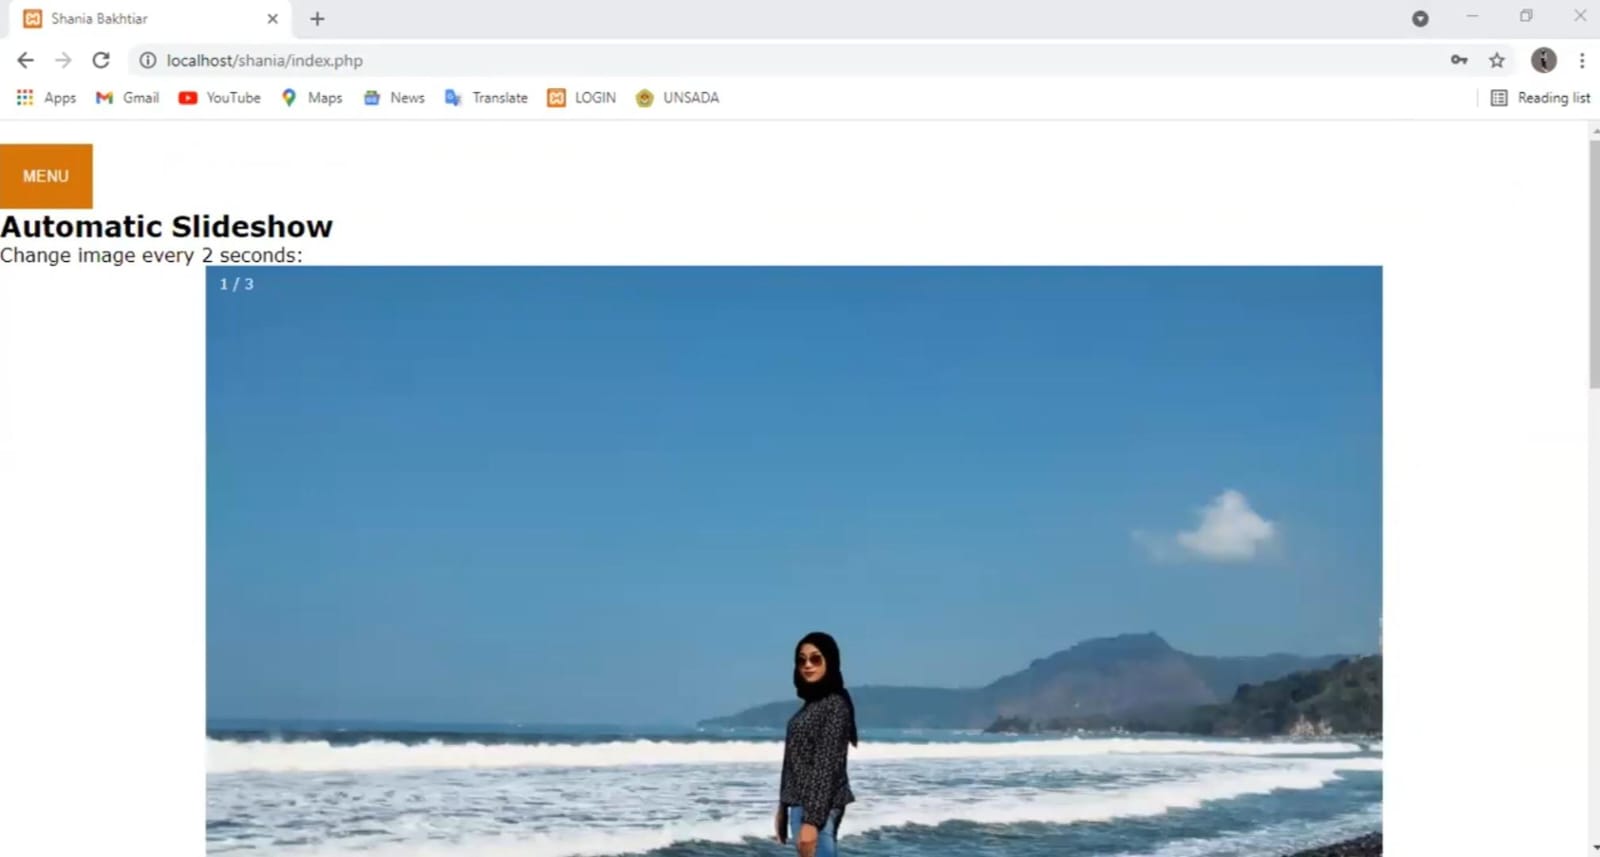 Shania Bakhtiar
localhost/shania/index.php
Apps Gmail YouTube Maps News Translate LOGIN UNSADA Reading list
MENU
Automatic Slideshow
Change image every 2 seconds:
1 / 3